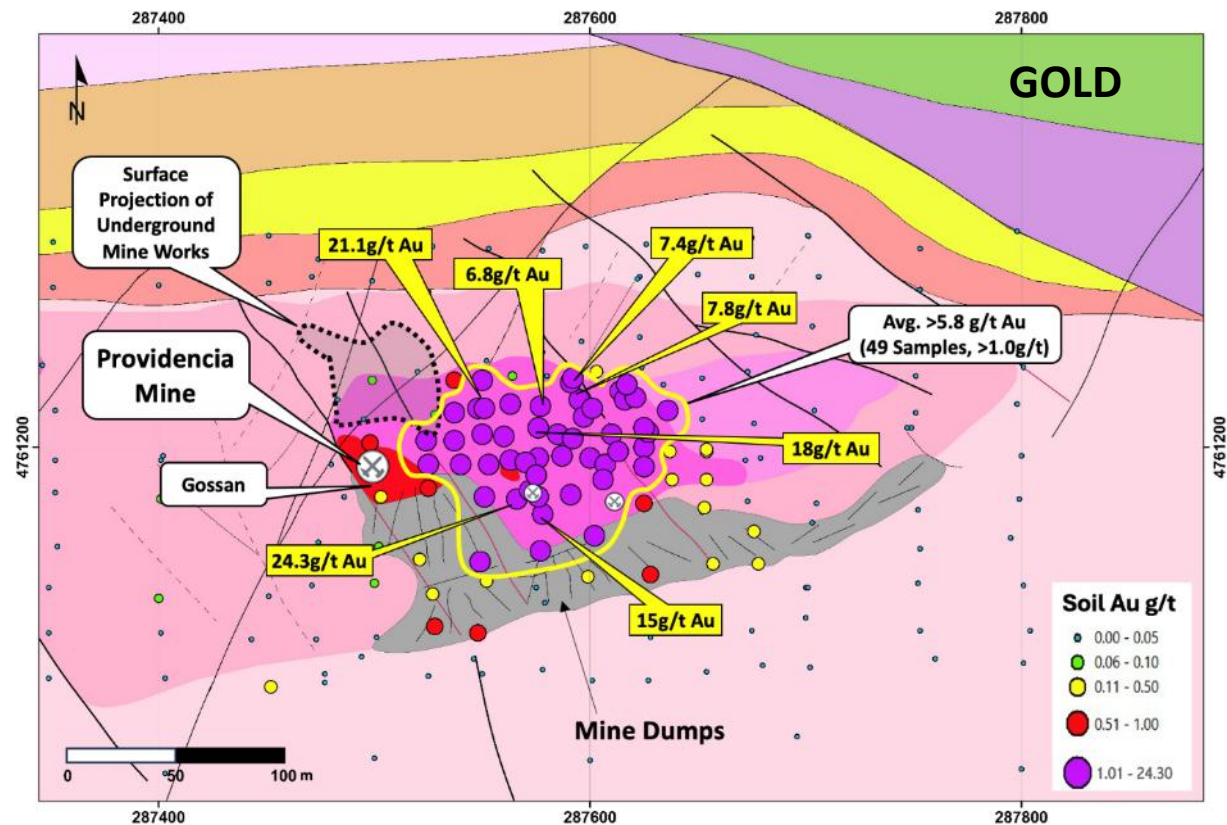 287400
287600
287800
GOLD
N
Surface
Projection of
Underground
Mine Works
21.1g/t Au
6.8g/t Au
7.4g/t Au
7.8g/t Au
Avg. >5.8 g/t Au
(49 Samples, >1.0g/t)
Providencia
Mine
4761200
4761200
18g/t Au
Gossan
24.3g/t Au
15g/t Au
Mine Dumps
Soil Au g/t
0.00 - 0.05
0.06 - 0.10
0.11 - 0.50
0.51 - 1.00
1.01 - 24.30
0
50
100 m
287400
287600
287800